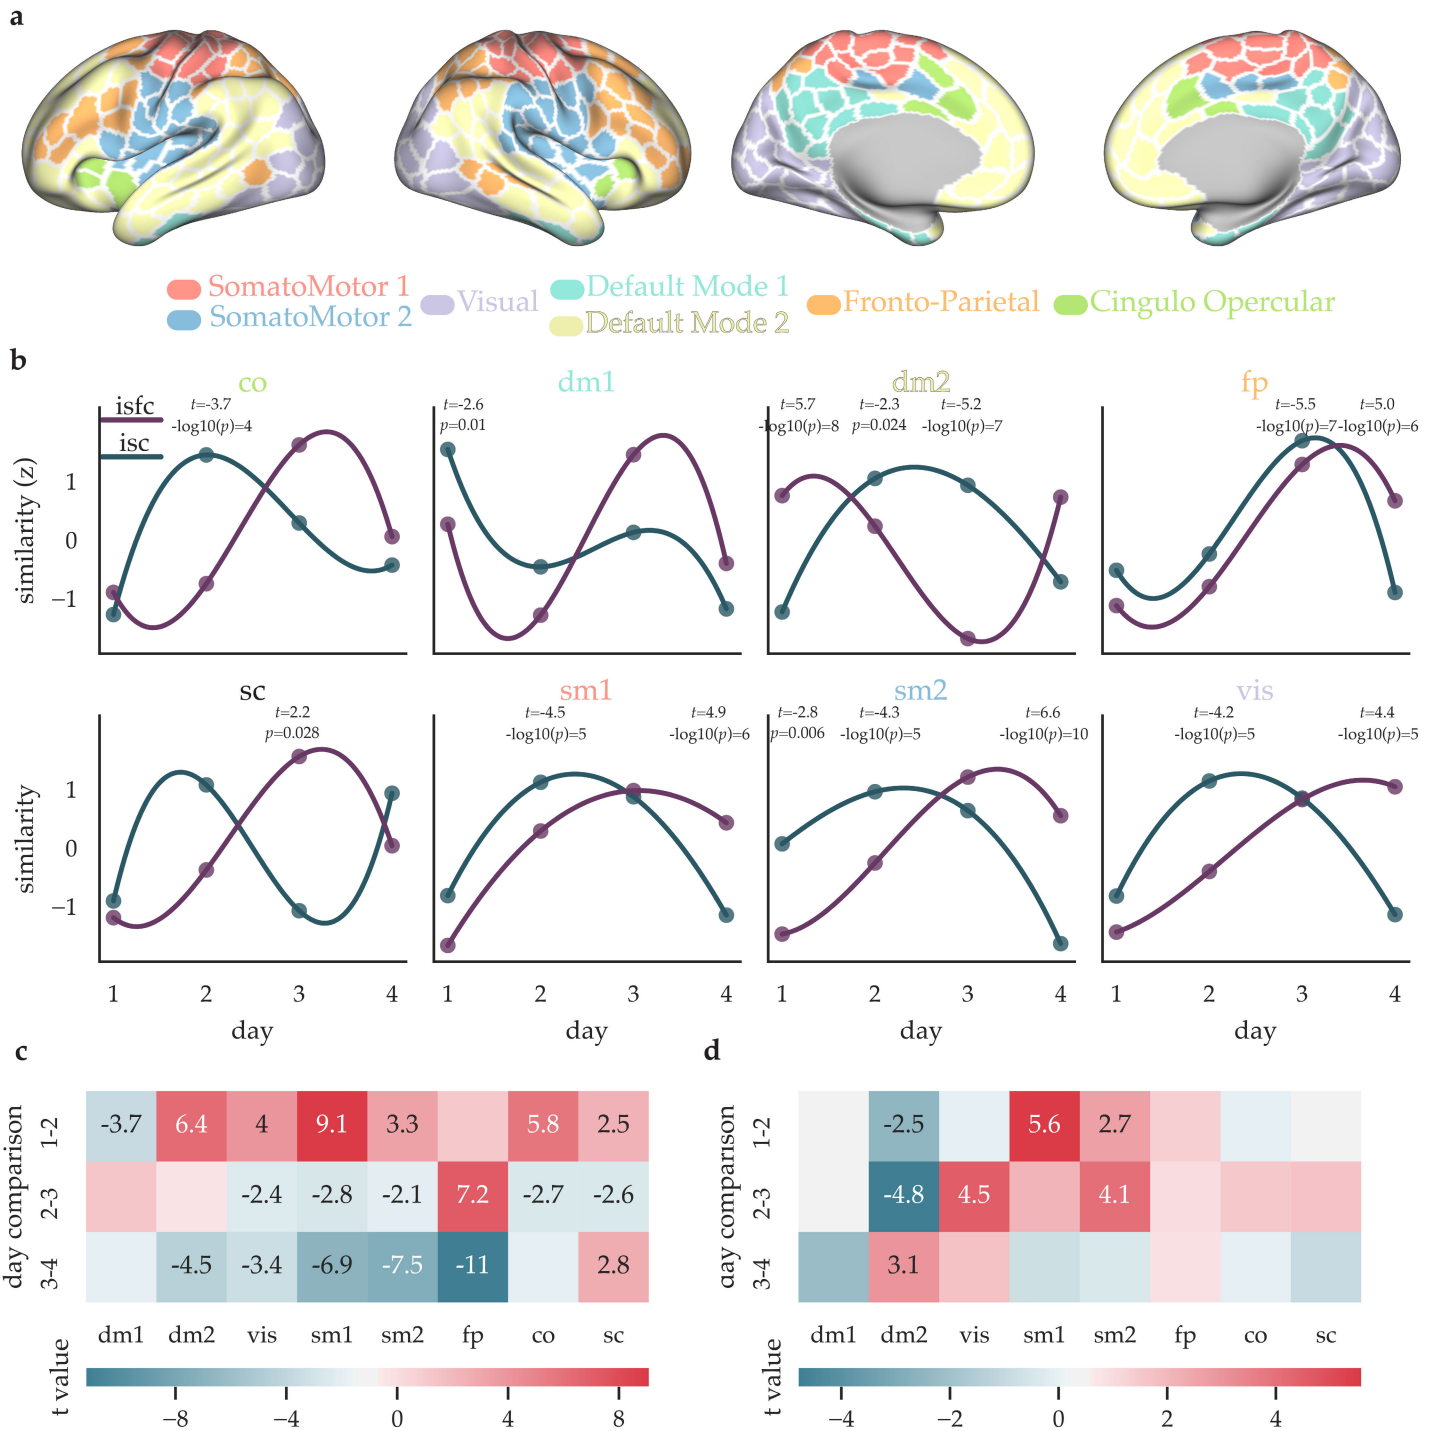 a
SomatoMotor 1
SomatoMotor 2
Visual
Default Mode 1
Default Mode 2
Fronto-Parietal
Cingulo Opercular
b
co
dm1
dm2
fp
isfc
isc
t=-3.7
-log10(p)=4
t=-2.6
p=0.01
t=5.7
-log10(p)=8
t=-2.3
p=0.024
t=-5.2
-log10(p)=7
t=-5.5
-log10(p)=7
t=5.0
-log10(p)=6
similarity (z)
1
0
−1
sc
sm1
sm2
vis
t=2.2
p=0.028
t=-4.5
-log10(p)=5
t=4.9
-log10(p)=6
t=-2.8
p=0.006
t=-4.3
-log10(p)=5
t=6.6
-log10(p)=10
t=-4.2
-log10(p)=5
t=4.4
-log10(p)=5
similarity
1
0
−1
1 2 3 4
1 2 3 4
1 2 3 4
1 2 3 4
day
day
day
day
c
day comparison
1-2
-3.7 6.4 4 9.1 3.3 5.8 2.5
2-3
-2.4 -2.8 -2.1 7.2 -2.7 -2.6
3-4
-4.5 -3.4 -6.9 -7.5 -11 2.8
dm1 dm2 vis sm1 sm2 fp co sc
t value
−8 −4 0 4 8
d
day comparison
1-2
-2.5 5.6 2.7
2-3
-4.8 4.5 4.1
3-4
3.1
dm1 dm2 vis sm1 sm2 fp co sc
t value
−4 −2 0 2 4